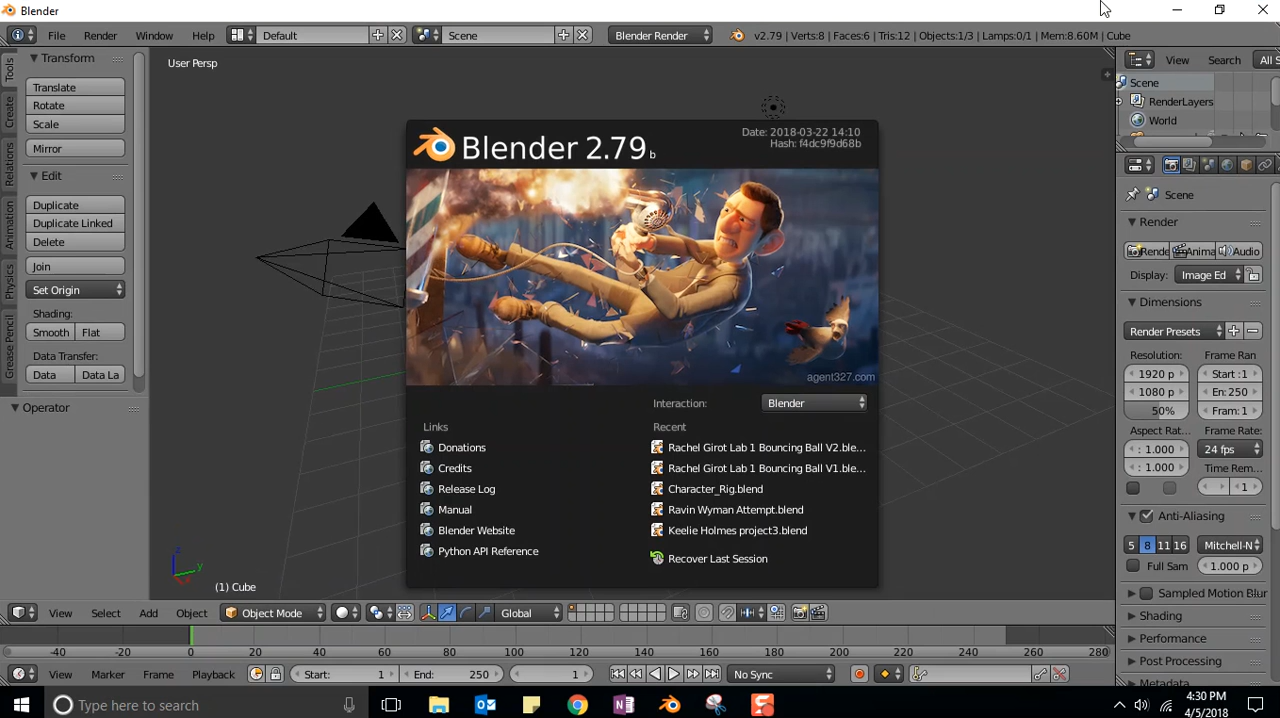 Blender
File Render Window Help Default Scene Blender Render v2.79 | Verts:8 | Faces:6 | Tris:12 | Objects:1/3 | Lamps:0/1 | Mem:8.60M | Cube
Tools
Create
Relations
Animation
Physics
Grease Pencil
Transform
Translate
Rotate
Scale
Mirror
Edit
Duplicate
Duplicate Linked
Delete
Join
Set Origin
Shading:
Smooth Flat
Data Transfer:
Data Data La
Operator
User Persp
Blender 2.79 b
Date: 2018-03-22 14:10
Hash: f4dc9f9d68b
agent327.com
Interaction: Blender
Links
Donations
Credits
Release Log
Manual
Blender Website
Python API Reference
Recent
Rachel Girot Lab 1 Bouncing Ball V2.ble...
Rachel Girot Lab 1 Bouncing Ball V1.ble...
Character_Rig.blend
Ravin Wyman Attempt.blend
Keelie Holmes project3.blend
Recover Last Session
z
y
(1) Cube
View Search All S
Scene
RenderLayers
World
Scene
Render
Rende Anima Audio
Display: Image Ed
Dimensions
Render Presets
Resolution: Frame Ran
1920 p Start :1
1080 p En: 250
50% Fram: 1
Aspect Rat... Frame Rate:
: 1.000 24 fps
: 1.000 Time Rem...
1
Anti-Aliasing
5 8 11 16 Mitchell-N
Full Sam 1.000 p
Sampled Motion Blur
Shading
Performance
Post Processing
Metadata
View Select Add Object Object Mode Global
-40 -20 0 20 40 60 80 100 120 140 160 180 200 220 240 260 280
View Marker Frame Playback Start: 1 End: 250 1 No Sync
Type here to search
4:30 PM
4/5/2018